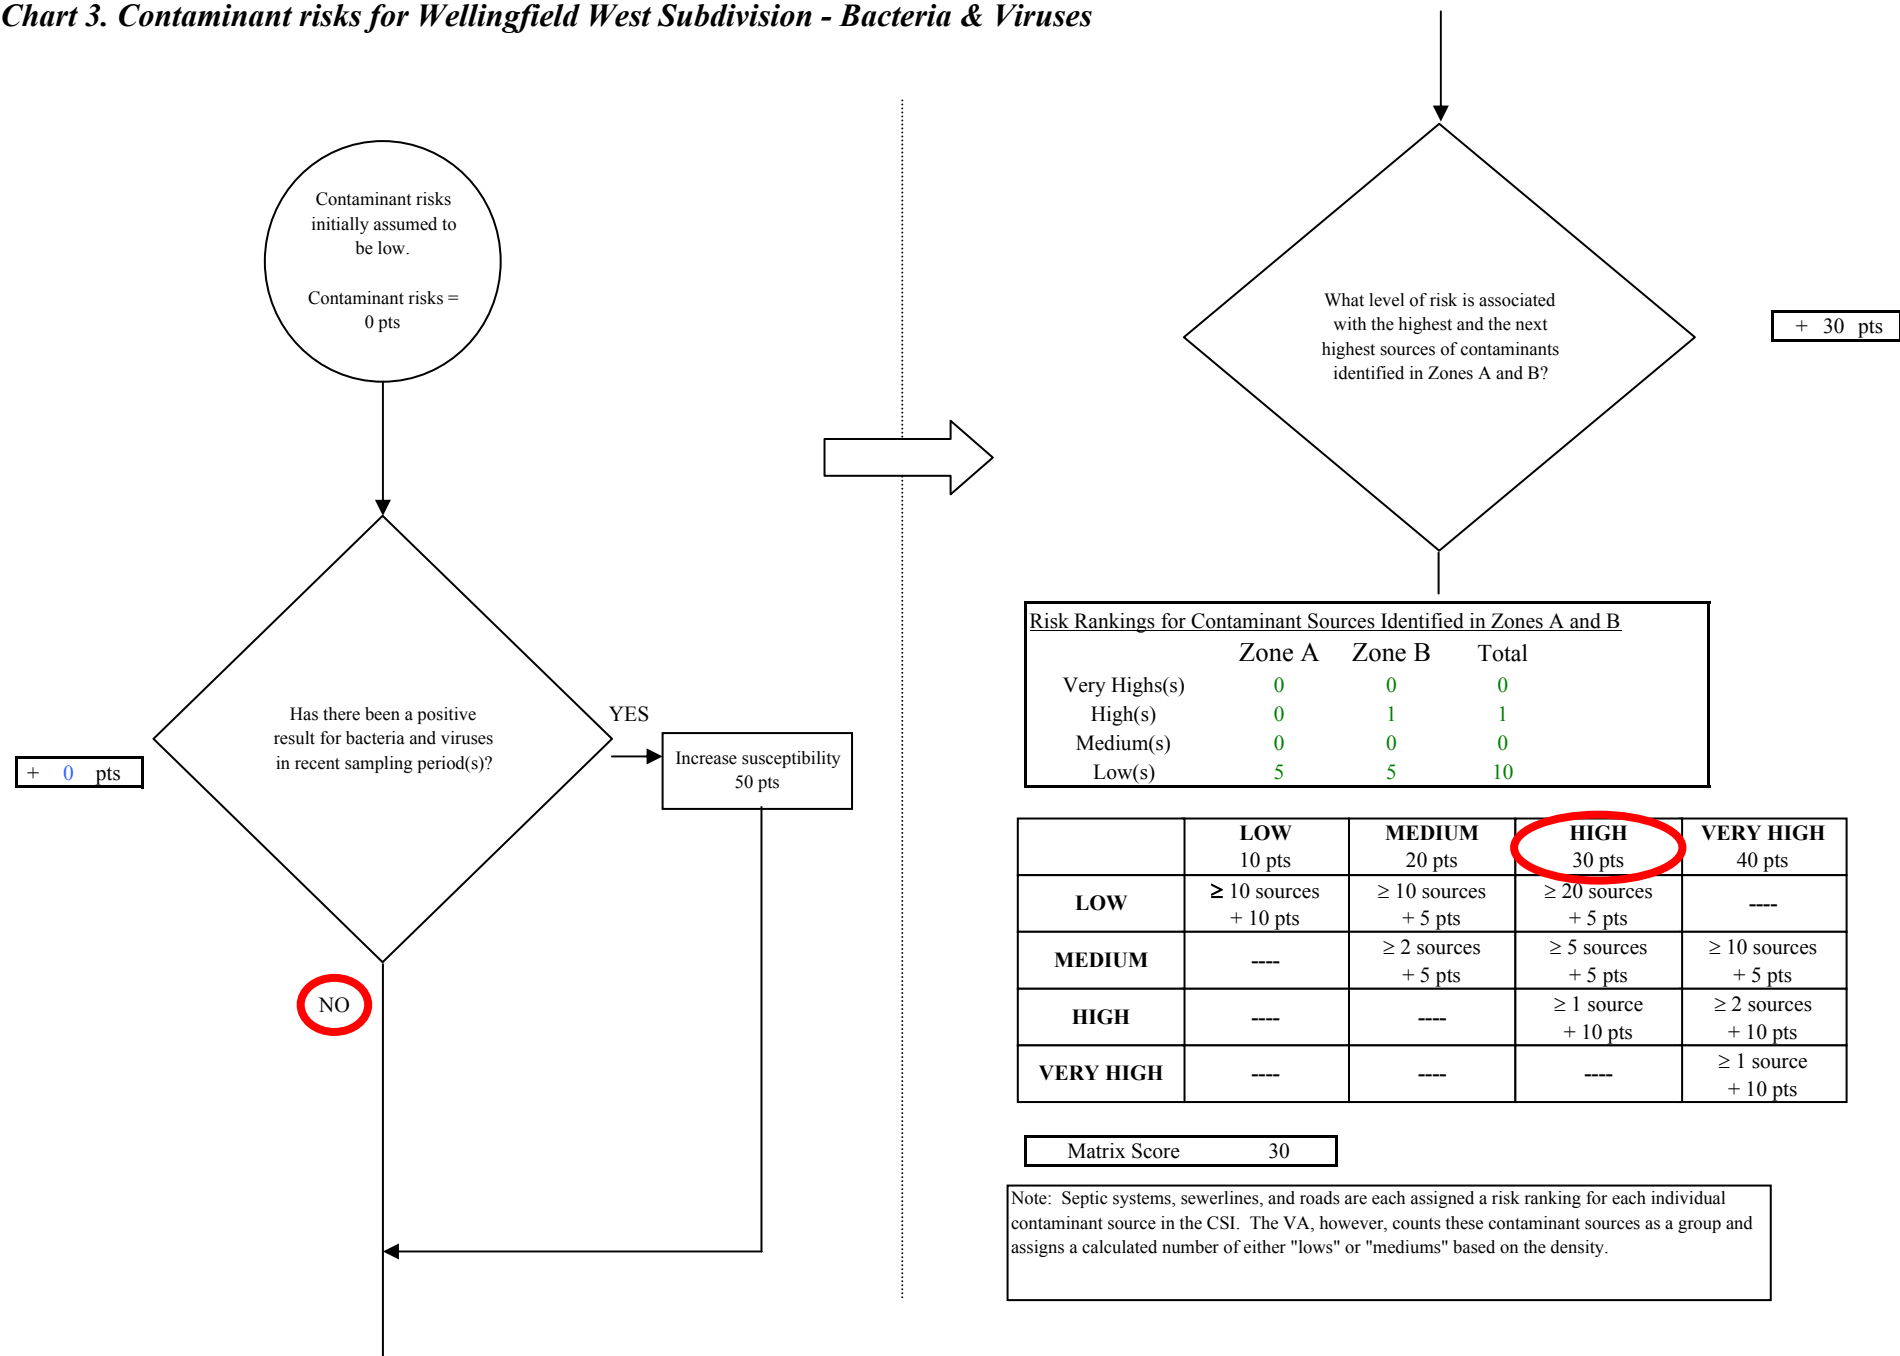 Chart 3. Contaminant risks for Wellingfield West Subdivision - Bacteria & Viruses
Contaminant risks
initially assumed to
be low.
Contaminant risks =
0 pts
Has there been a positive
result for bacteria and viruses
in recent sampling period(s)?
+ 0 pts
YES
Increase susceptibility
50 pts
NO
What level of risk is associated
with the highest and the next
highest sources of contaminants
identified in Zones A and B?
+ 30 pts
Risk Rankings for Contaminant Sources Identified in Zones A and B
Zone A Zone B Total
Very Highs(s) 0 0 0
High(s) 0 1 1
Medium(s) 0 0 0
Low(s) 5 5 10
LOW MEDIUM HIGH VERY HIGH
10 pts 20 pts 30 pts 40 pts
LOW ≥ 10 sources ≥ 10 sources ≥ 20 sources ----
+ 10 pts + 5 pts + 5 pts
MEDIUM ---- ≥ 2 sources ≥ 5 sources ≥ 10 sources
+ 5 pts + 5 pts + 5 pts
HIGH ---- ---- ≥ 1 source ≥ 2 sources
+ 10 pts + 10 pts
VERY HIGH ---- ---- ---- ≥ 1 source
+ 10 pts
Matrix Score 30
Note: Septic systems, sewerlines, and roads are each assigned a risk ranking for each individual
contaminant source in the CSI. The VA, however, counts these contaminant sources as a group and
assigns a calculated number of either "lows" or "mediums" based on the density.